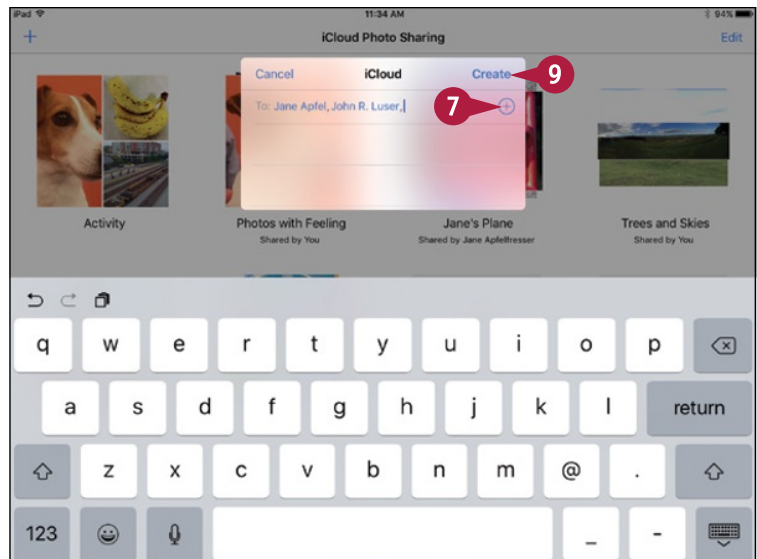 iPad 11:34 AM 94%
+ iCloud Photo Sharing Edit
Cancel iCloud Create 9
To: Jane Apfel, John R. Luser, 7
Activity Photos with Feeling Jane's Plane Trees and Skies
Shared by You Shared by Jane Apfelfresser Shared by You
q w e r t y u i o p
a s d f g h j k l return
z x c v b n m @ .
123 _ -